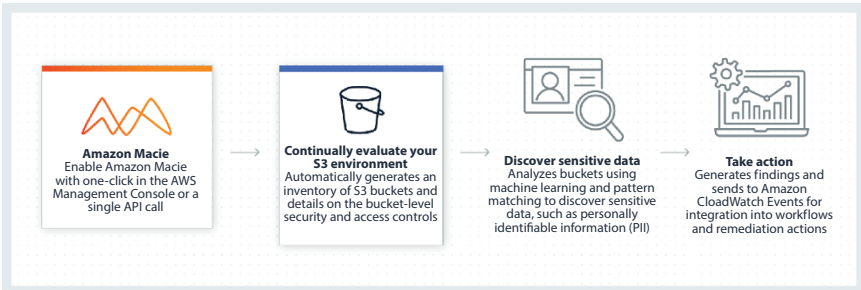 Amazon Macie
Enable Amazon Macie
with one-click in the AWS
Management Console or a
single API call
Continually evaluate your
S3 environment
Automatically generates an
inventory of S3 buckets and
details on the bucket-level
security and access controls
Discover sensitive data
Analyzes buckets using
machine learning and pattern
matching to discover sensitive
data, such as personally
identifiable information (PII)
Take action
Generates findings and
sends to Amazon
CloadWatch Events for
integration into workflows
and remediation actions